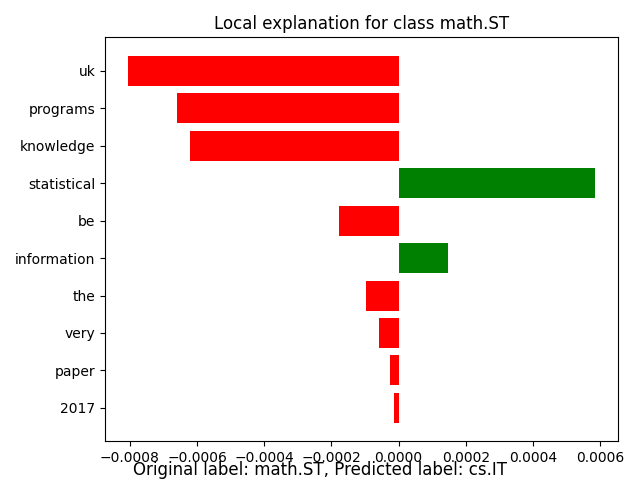 Local explanation for class math.ST
uk
programs
knowledge
statistical
be
information
the
very
paper
2017
−0.0008 −0.0006 −0.0004 −0.0002 0.0000 0.0002 0.0004 0.0006
Original label: math.ST, Predicted label: cs.IT